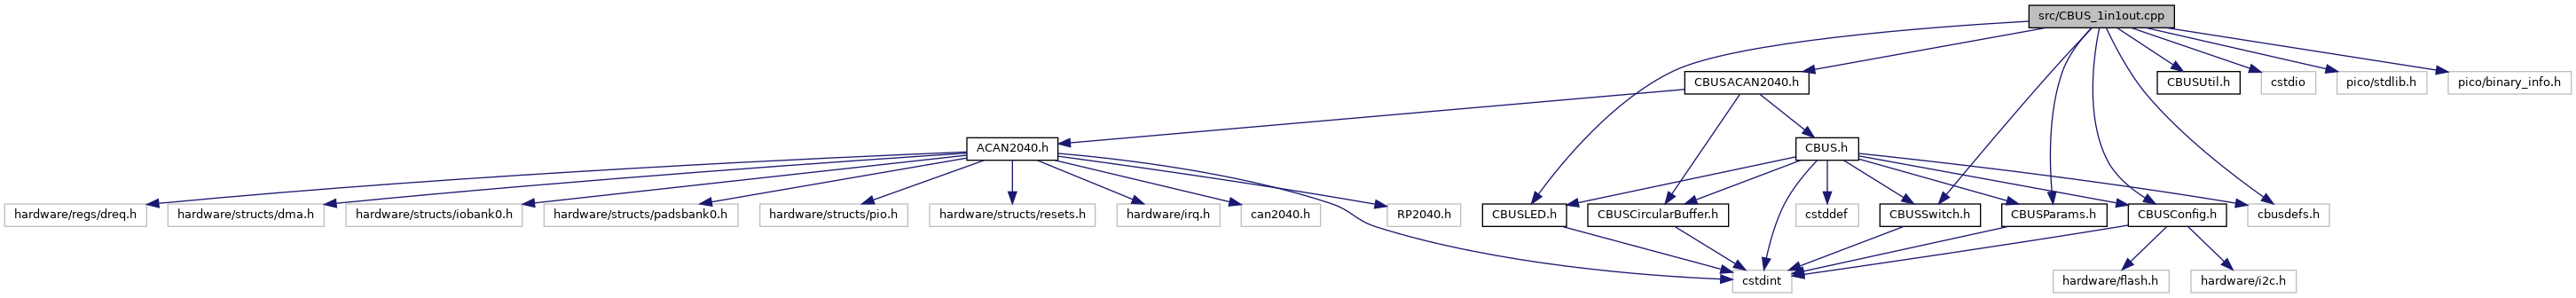 src/CBUS_1in1out.cpp
CBUSACAN2040.h
CBUSUtil.h
cstdio
pico/stdlib.h
pico/binary_info.h
ACAN2040.h
CBUS.h
hardware/regs/dreq.h
hardware/structs/dma.h
hardware/structs/iobank0.h
hardware/structs/padsbank0.h
hardware/structs/pio.h
hardware/structs/resets.h
hardware/irq.h
can2040.h
RP2040.h
CBUSLED.h
CBUSCircularBuffer.h
cstddef
CBUSSwitch.h
CBUSParams.h
CBUSConfig.h
cbusdefs.h
cstdint
hardware/flash.h
hardware/i2c.h